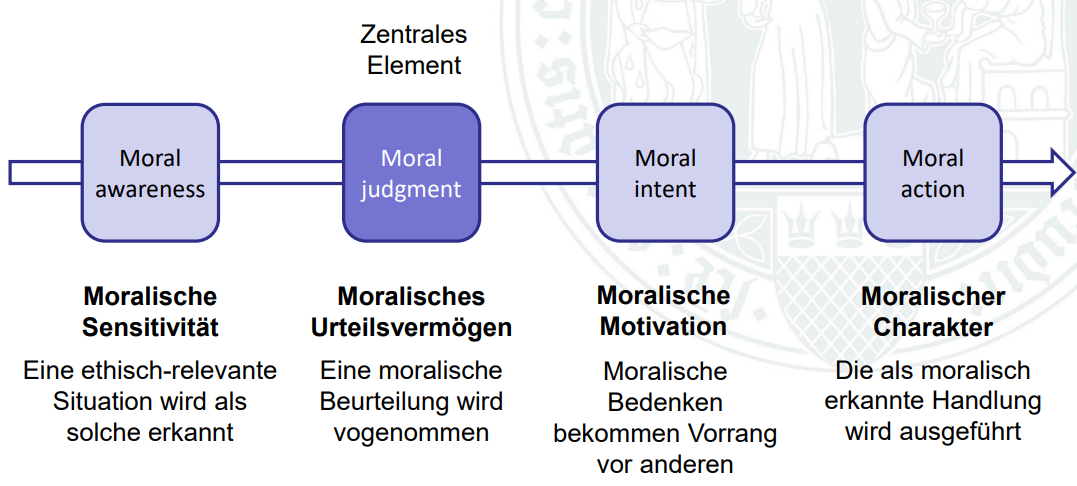 Zentrales
Element
Moral
awareness
Moral
judgment
Moral
intent
Moral
action
Moralische
Sensitivität
Eine ethisch-relevante
Situation wird als
solche erkannt
Moralisches
Urteilsvermögen
Eine moralische
Beurteilung wird
vogenommen
Moralische
Motivation
Moralische
Bedenken
bekommen Vorrang
vor anderen
Moralischer
Charakter
Die als moralisch
erkannte Handlung
wird ausgeführt